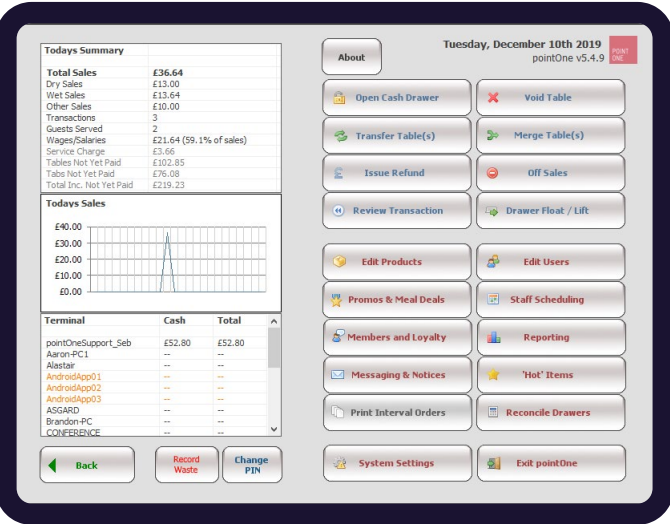 Todays Summary
Total Sales £36.64
Dry Sales £13.00
Wet Sales £13.64
Other Sales £10.00
Transactions 3
Guests Served 2
Wages/Salaries £21.64 (59.1% of sales)
Service Charge £3.66
Tables Not Yet Paid £102.85
Tabs Not Yet Paid £76.08
Total Inc. Not Yet Paid £219.23
Todays Sales
£40.00
£30.00
£20.00
£10.00
£0.00
Terminal Cash Total
pointOneSupport_Seb £52.80 £52.80
Aaron-PC1 -- --
Alastair -- --
AndroidApp01 -- --
AndroidApp02 -- --
AndroidApp03 -- --
ASGARD -- --
Brandon-PC -- --
CONFERENCE -- --
Back
Record
Waste
Change
PIN
About
Tuesday, December 10th 2019
pointOne v5.4.9
POINT
ONE
Open Cash Drawer
Void Table
Transfer Table(s)
Merge Table(s)
Issue Refund
Off Sales
Review Transaction
Drawer Float / Lift
Edit Products
Edit Users
Promos & Meal Deals
Staff Scheduling
Members and Loyalty
Reporting
Messaging & Notices
'Hot' Items
Print Interval Orders
Reconcile Drawers
System Settings
Exit pointOne